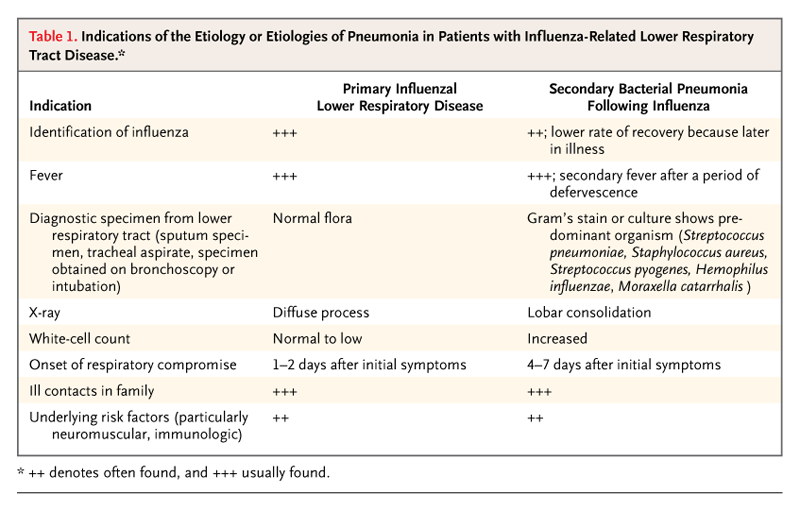 Table 1. Indications of the Etiology or Etiologies of Pneumonia in Patients with Influenza-Related Lower Respiratory
Tract Disease.*
Indication
Primary Influenzal
Lower Respiratory Disease
Secondary Bacterial Pneumonia
Following Influenza
Identification of influenza
+++
++; lower rate of recovery because later
in illness
Fever
+++
+++; secondary fever after a period of
defervescence
Diagnostic specimen from lower
respiratory tract (sputum speci-
men, tracheal aspirate, specimen
obtained on bronchoscopy or
intubation)
Normal flora
Gram’s stain or culture shows pre-
dominant organism (Streptococcus
pneumoniae, Staphylococcus aureus,
Streptococcus pyogenes, Hemophilus
influenzae, Moraxella catarrhalis )
X-ray
Diffuse process
Lobar consolidation
White-cell count
Normal to low
Increased
Onset of respiratory compromise
1–2 days after initial symptoms
4–7 days after initial symptoms
Ill contacts in family
+++
+++
Underlying risk factors (particularly
neuromuscular, immunologic)
++
++
* ++ denotes often found, and +++ usually found.